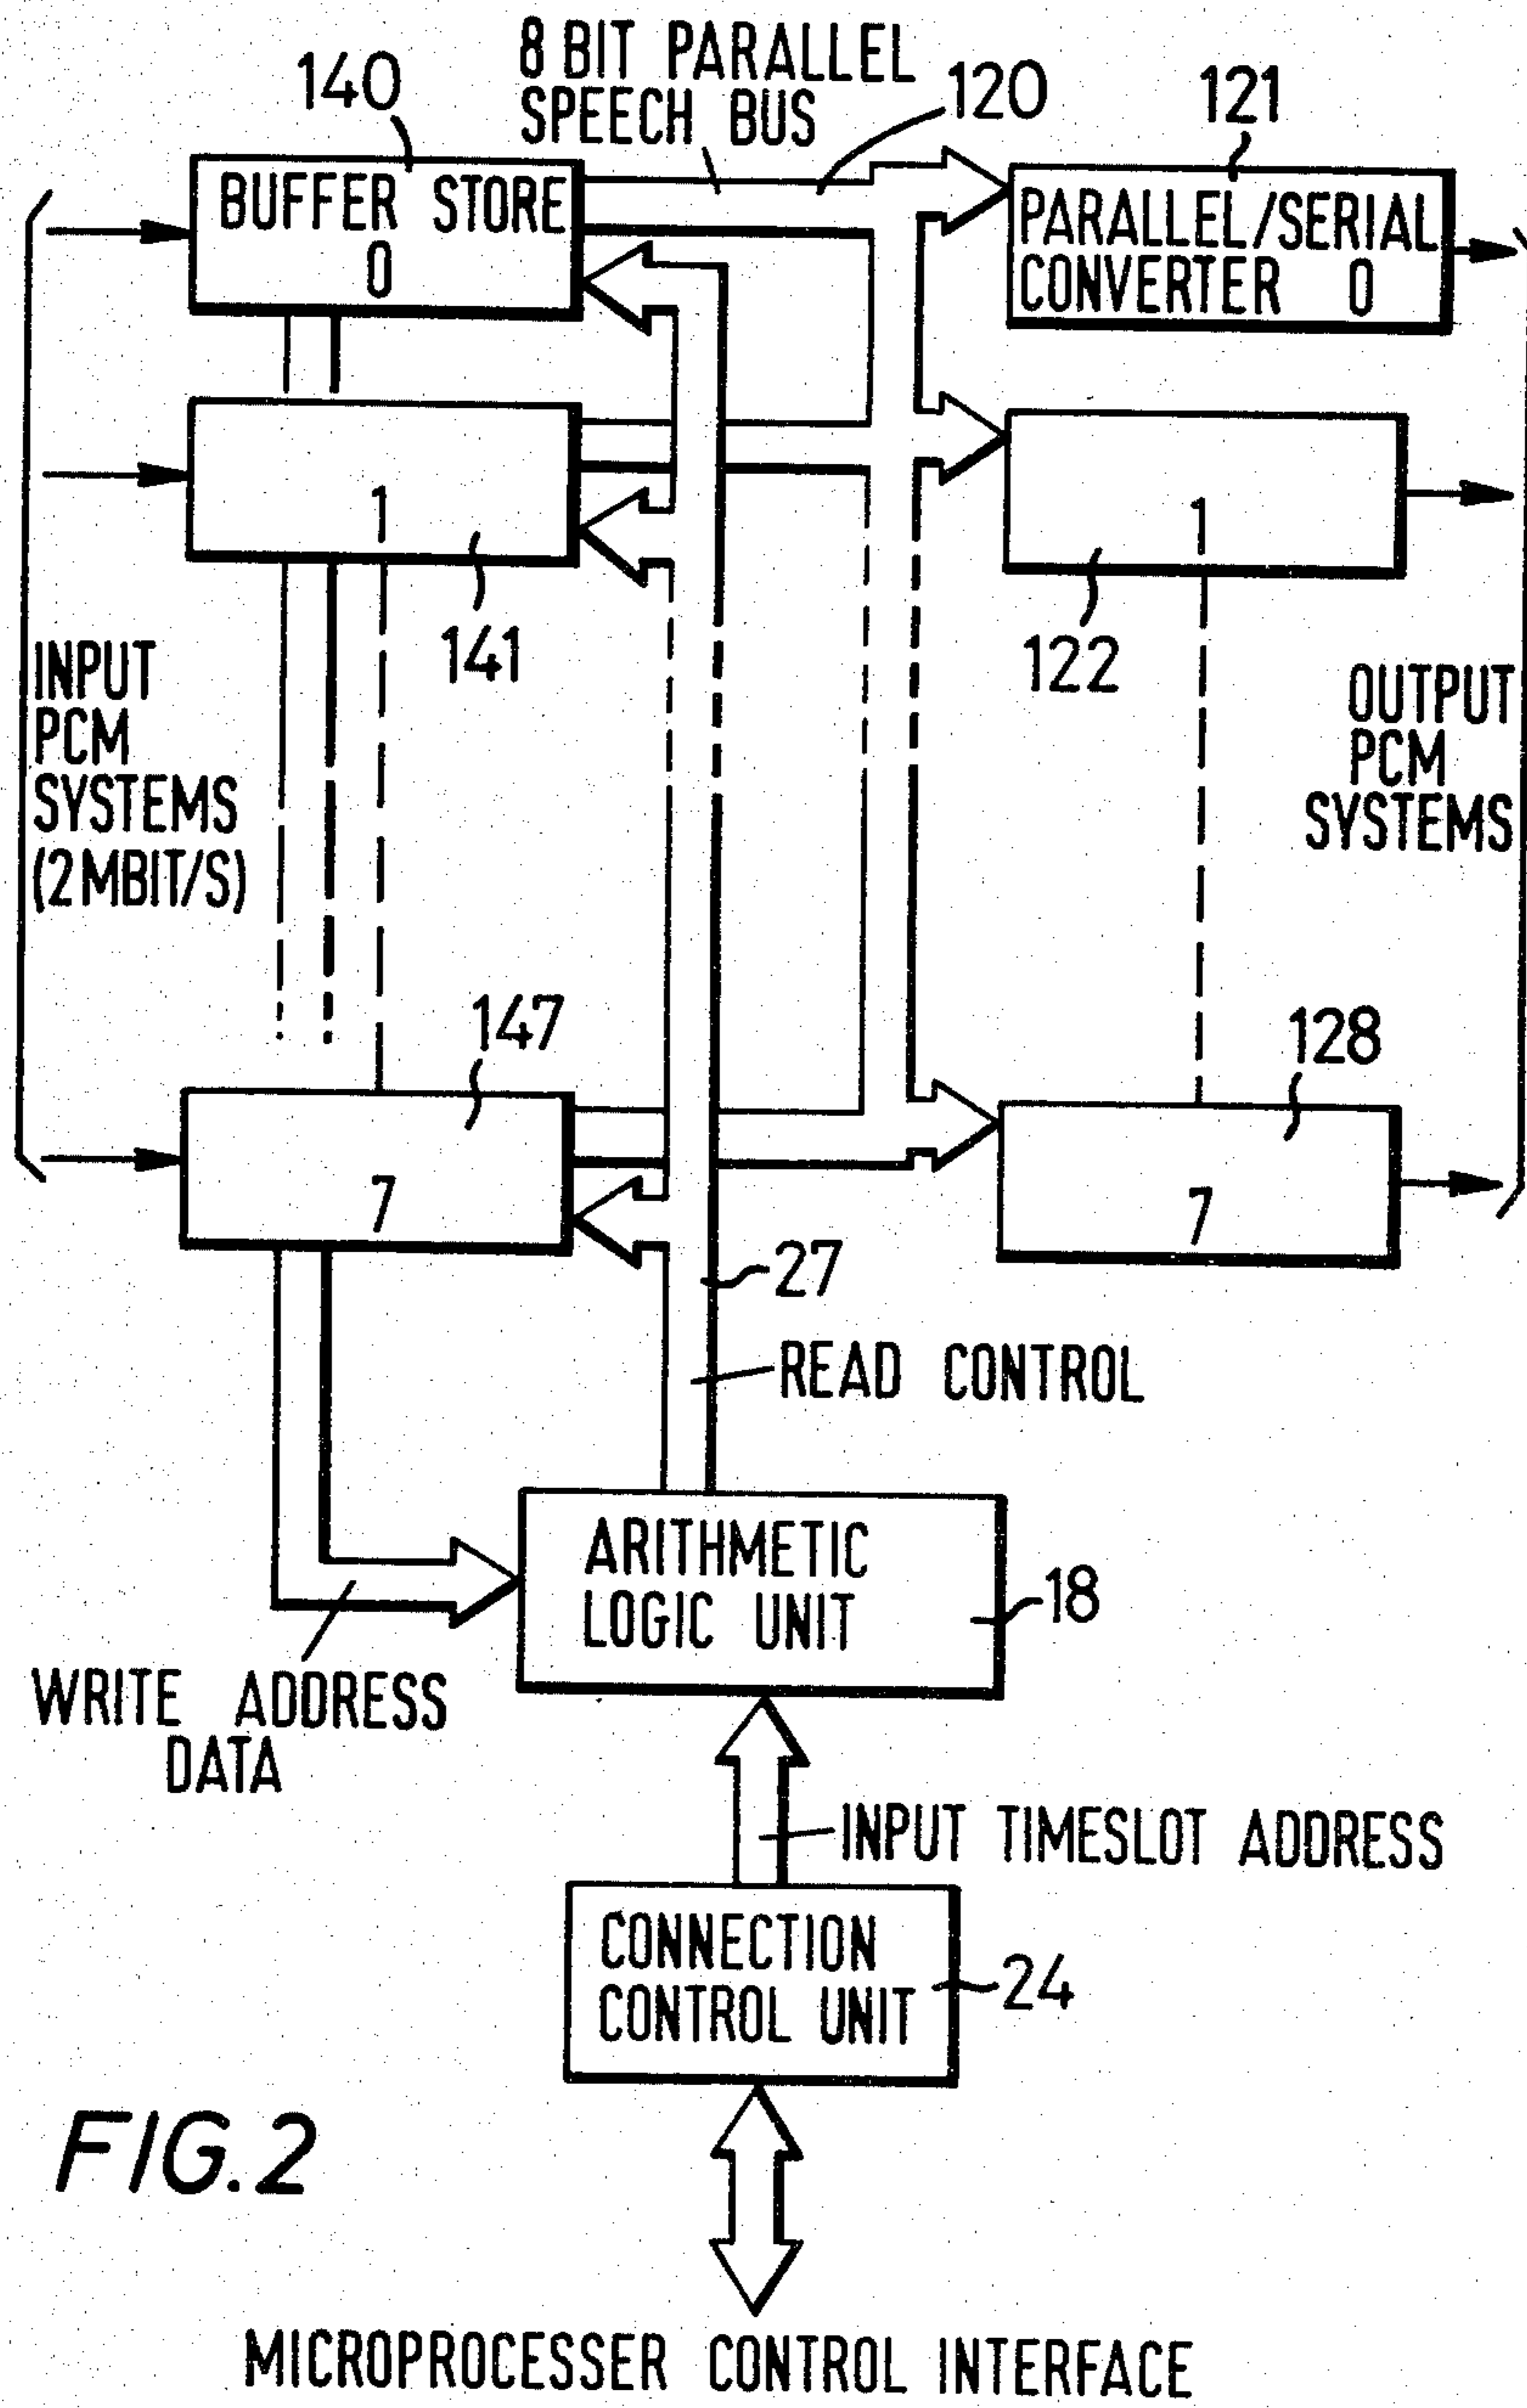 8 BIT PARALLEL
SPEECH BUS
140
120
121
BUFFER STORE
0
PARALLEL/SERIAL
CONVERTER 0
1
141
1
122
INPUT
PCM
SYSTEMS
(2MBIT/S)
OUTPUT
PCM
SYSTEMS
147
7
128
7
27
READ CONTROL
ARITHMETIC
LOGIC UNIT
18
WRITE ADDRESS
DATA
INPUT TIMESLOT ADDRESS
CONNECTION
CONTROL UNIT
24
FIG.2
MICROPROCESSER CONTROL INTERFACE